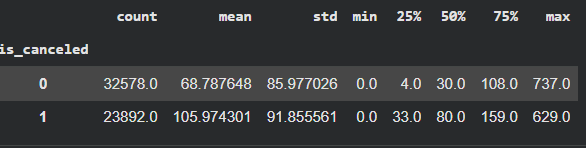 count mean std min 25% 50% 75% max
is_canceled
0 32578.0 68.787648 85.977026 0.0 4.0 30.0 108.0 737.0
1 23892.0 105.974301 91.855561 0.0 33.0 80.0 159.0 629.0